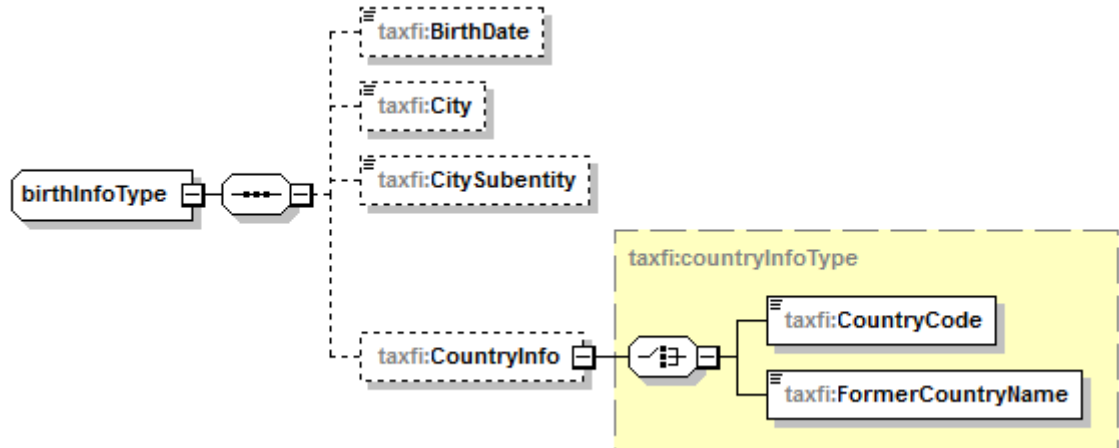 taxfi:BirthDate
taxfi:City
taxfi:CitySubentity
birthInfoType
taxfi:countryInfoType
taxfi:CountryCode
taxfi:CountryInfo
taxfi:FormerCountryName